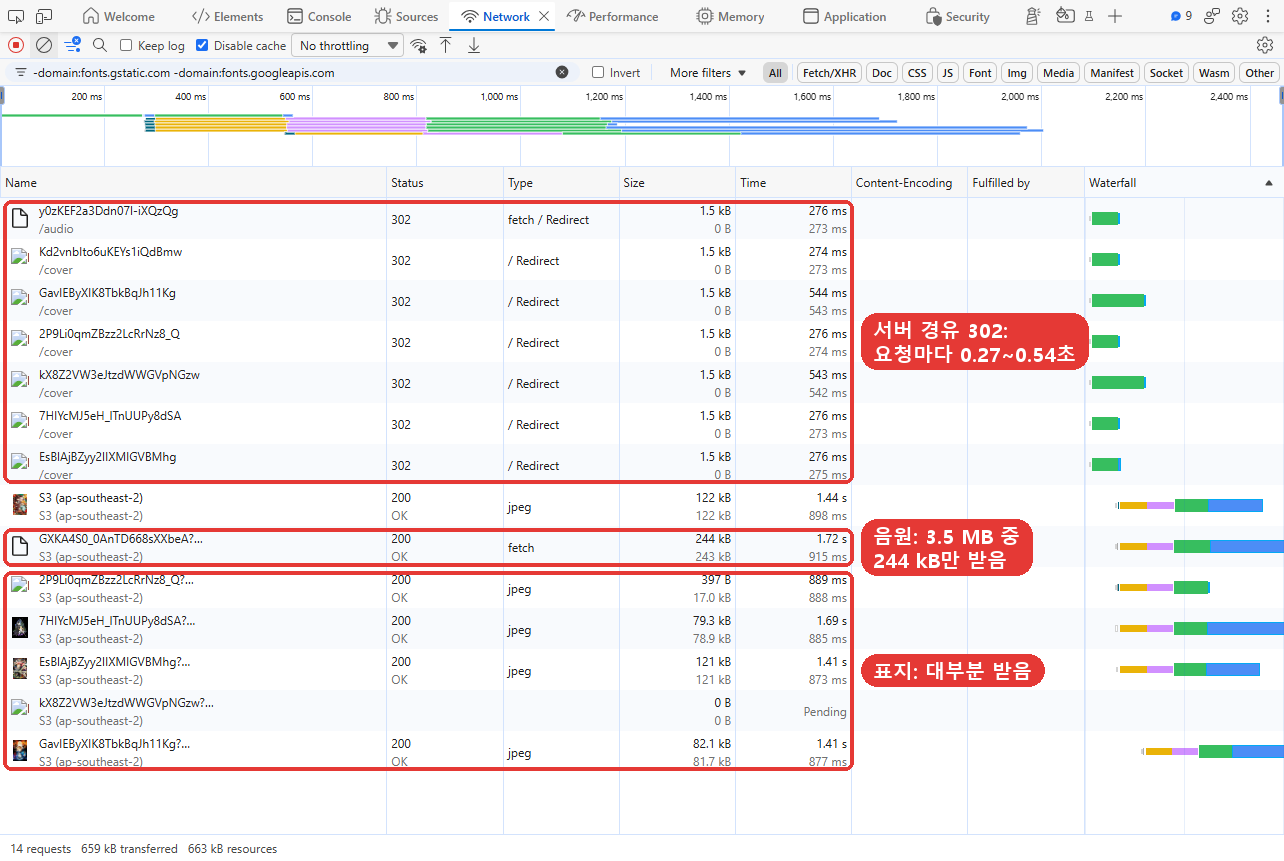 Welcome Elements Console Sources Network Performance Memory Application Security 9
Keep log Disable cache No throttling
-domain:fonts.gstatic.com -domain:fonts.googleapis.com Invert More filters All Fetch/XHR Doc CSS JS Font Img Media Manifest Socket Wasm Other
200 ms 400 ms 600 ms 800 ms 1,000 ms 1,200 ms 1,400 ms 1,600 ms 1,800 ms 2,000 ms 2,200 ms 2,400 ms
Name Status Type Size Time Content-Encoding Fulfilled by Waterfall
y0zKEF2a3Ddn07I-iXQzQg 302 fetch / Redirect 1.5 kB 276 ms
/audio 0 B 273 ms
Kd2vnbIto6uKEYs1iQdBmw 302 / Redirect 1.5 kB 274 ms
/cover 0 B 273 ms
GavIEByXIK8TbkBqJh11Kg 302 / Redirect 1.5 kB 544 ms
/cover 0 B 543 ms
2P9Li0qmZBzz2LcRrNz8_Q 302 / Redirect 1.5 kB 276 ms
/cover 0 B 274 ms
서버 경유 302:
요청마다 0.27~0.54초
kX8Z2VW3eJtzdWWGVpNGzw 302 / Redirect 1.5 kB 543 ms
/cover 0 B 542 ms
7HIYcMJ5eH_ITnUUPy8dSA 302 / Redirect 1.5 kB 276 ms
/cover 0 B 273 ms
EsBIAjBZyy2IIXMIGVBMhg 302 / Redirect 1.5 kB 276 ms
/cover 0 B 275 ms
S3 (ap-southeast-2) 200 jpeg 122 kB 1.44 s
S3 (ap-southeast-2) OK 122 kB 898 ms
GXKA4S0_0AnTD668sXXbeA?... 200 fetch 244 kB 1.72 s
S3 (ap-southeast-2) OK 243 kB 915 ms
음원: 3.5 MB 중
244 kB만 받음
2P9Li0qmZBzz2LcRrNz8_Q?... 200 jpeg 397 B 889 ms
S3 (ap-southeast-2) OK 17.0 kB 888 ms
7HIYcMJ5eH_ITnUUPy8dSA?... 200 jpeg 79.3 kB 1.69 s
S3 (ap-southeast-2) OK 78.9 kB 885 ms
EsBIAjBZyy2IIXMIGVBMhg?... 200 jpeg 121 kB 1.41 s
S3 (ap-southeast-2) OK 121 kB 873 ms
표지: 대부분 받음
kX8Z2VW3eJtzdWWGVpNGzw?... 0 B Pending
S3 (ap-southeast-2) 0 B
GavIEByXIK8TbkBqJh11Kg?... 200 jpeg 82.1 kB 1.41 s
S3 (ap-southeast-2) OK 81.7 kB 877 ms
14 requests 659 kB transferred 663 kB resources